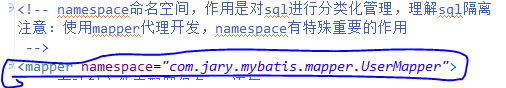 <!-- namespace命名空间，作用是对sql进行分类化管理，理解sql隔离
注意：使用mapper代理开发，namespace有特殊重要的作用
-->
<mapper namespace="com.jary.mybatis.mapper.UserMapper">